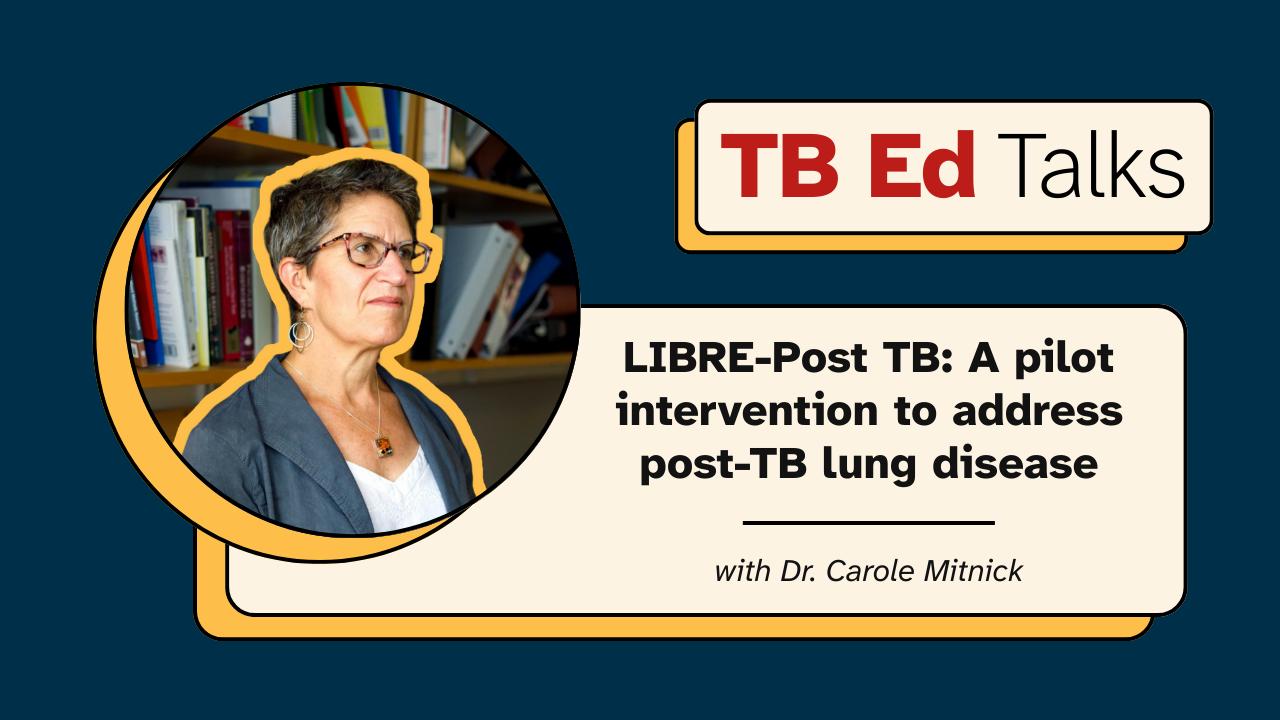 TB Ed Talks
LIBRE-Post TB: A pilot
intervention to address
post-TB lung disease
with Dr. Carole Mitnick